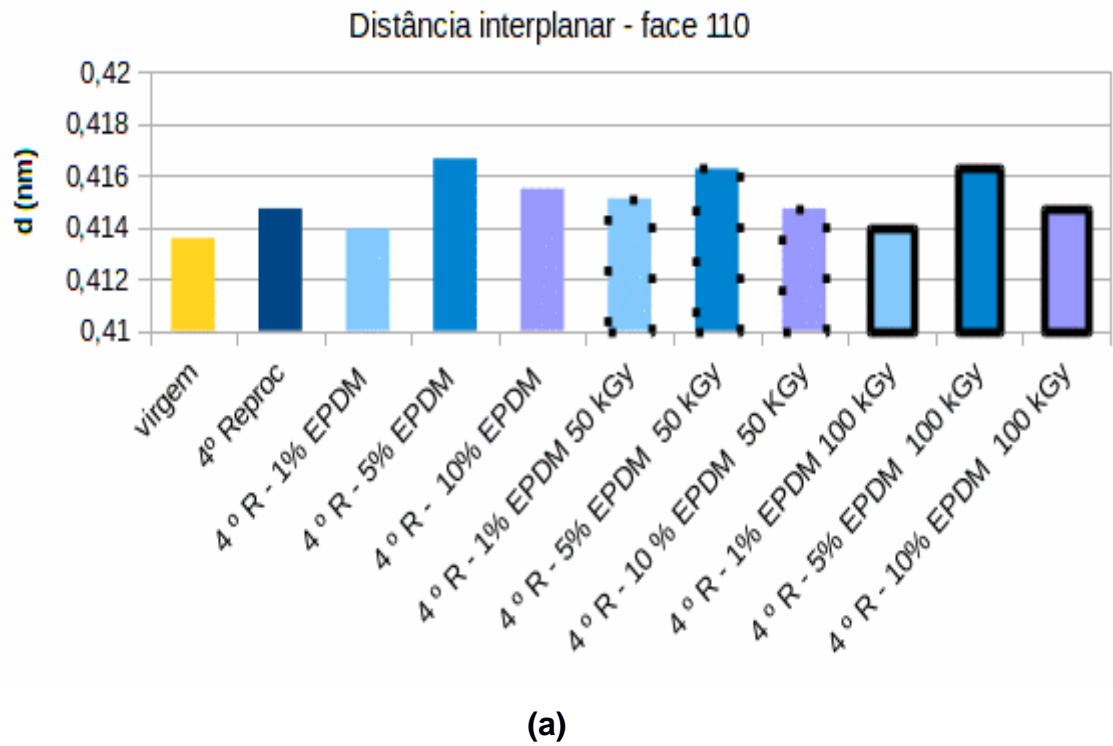 Distância interplanar - face 110
0,42
0,418
0,416
0,414
0,412
0,41
d (nm)
virgem
4º Reproc
4 º R - 1% EPDM
4 º R - 5% EPDM
4 º R -  10% EPDM
4 º R - 1% EPDM 50 kGy
4 º R - 5% EPDM  50 kGy
4 º R - 10 % EPDM  50 KGy
4 º R - 1% EPDM 100 kGy
4 º R - 5% EPDM  100 kGy
4 º R - 10% EPDM  100 kGy
(a)